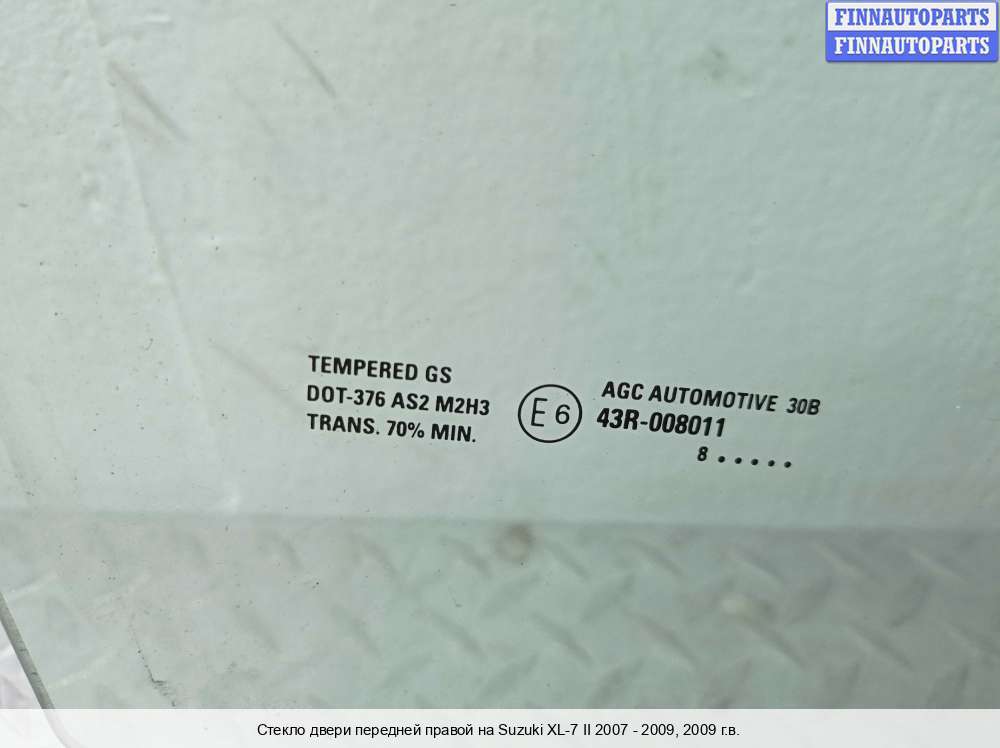 FINNAUTOPARTS
FINNAUTOPARTS
TEMPERED GS
DOT-376 AS2 M2H3
TRANS. 70% MIN.
E6
AGC AUTOMOTIVE 30B
43R-008011
8 • • • • •
Стекло двери передней правой на Suzuki XL-7 II 2007 - 2009, 2009 г.в.